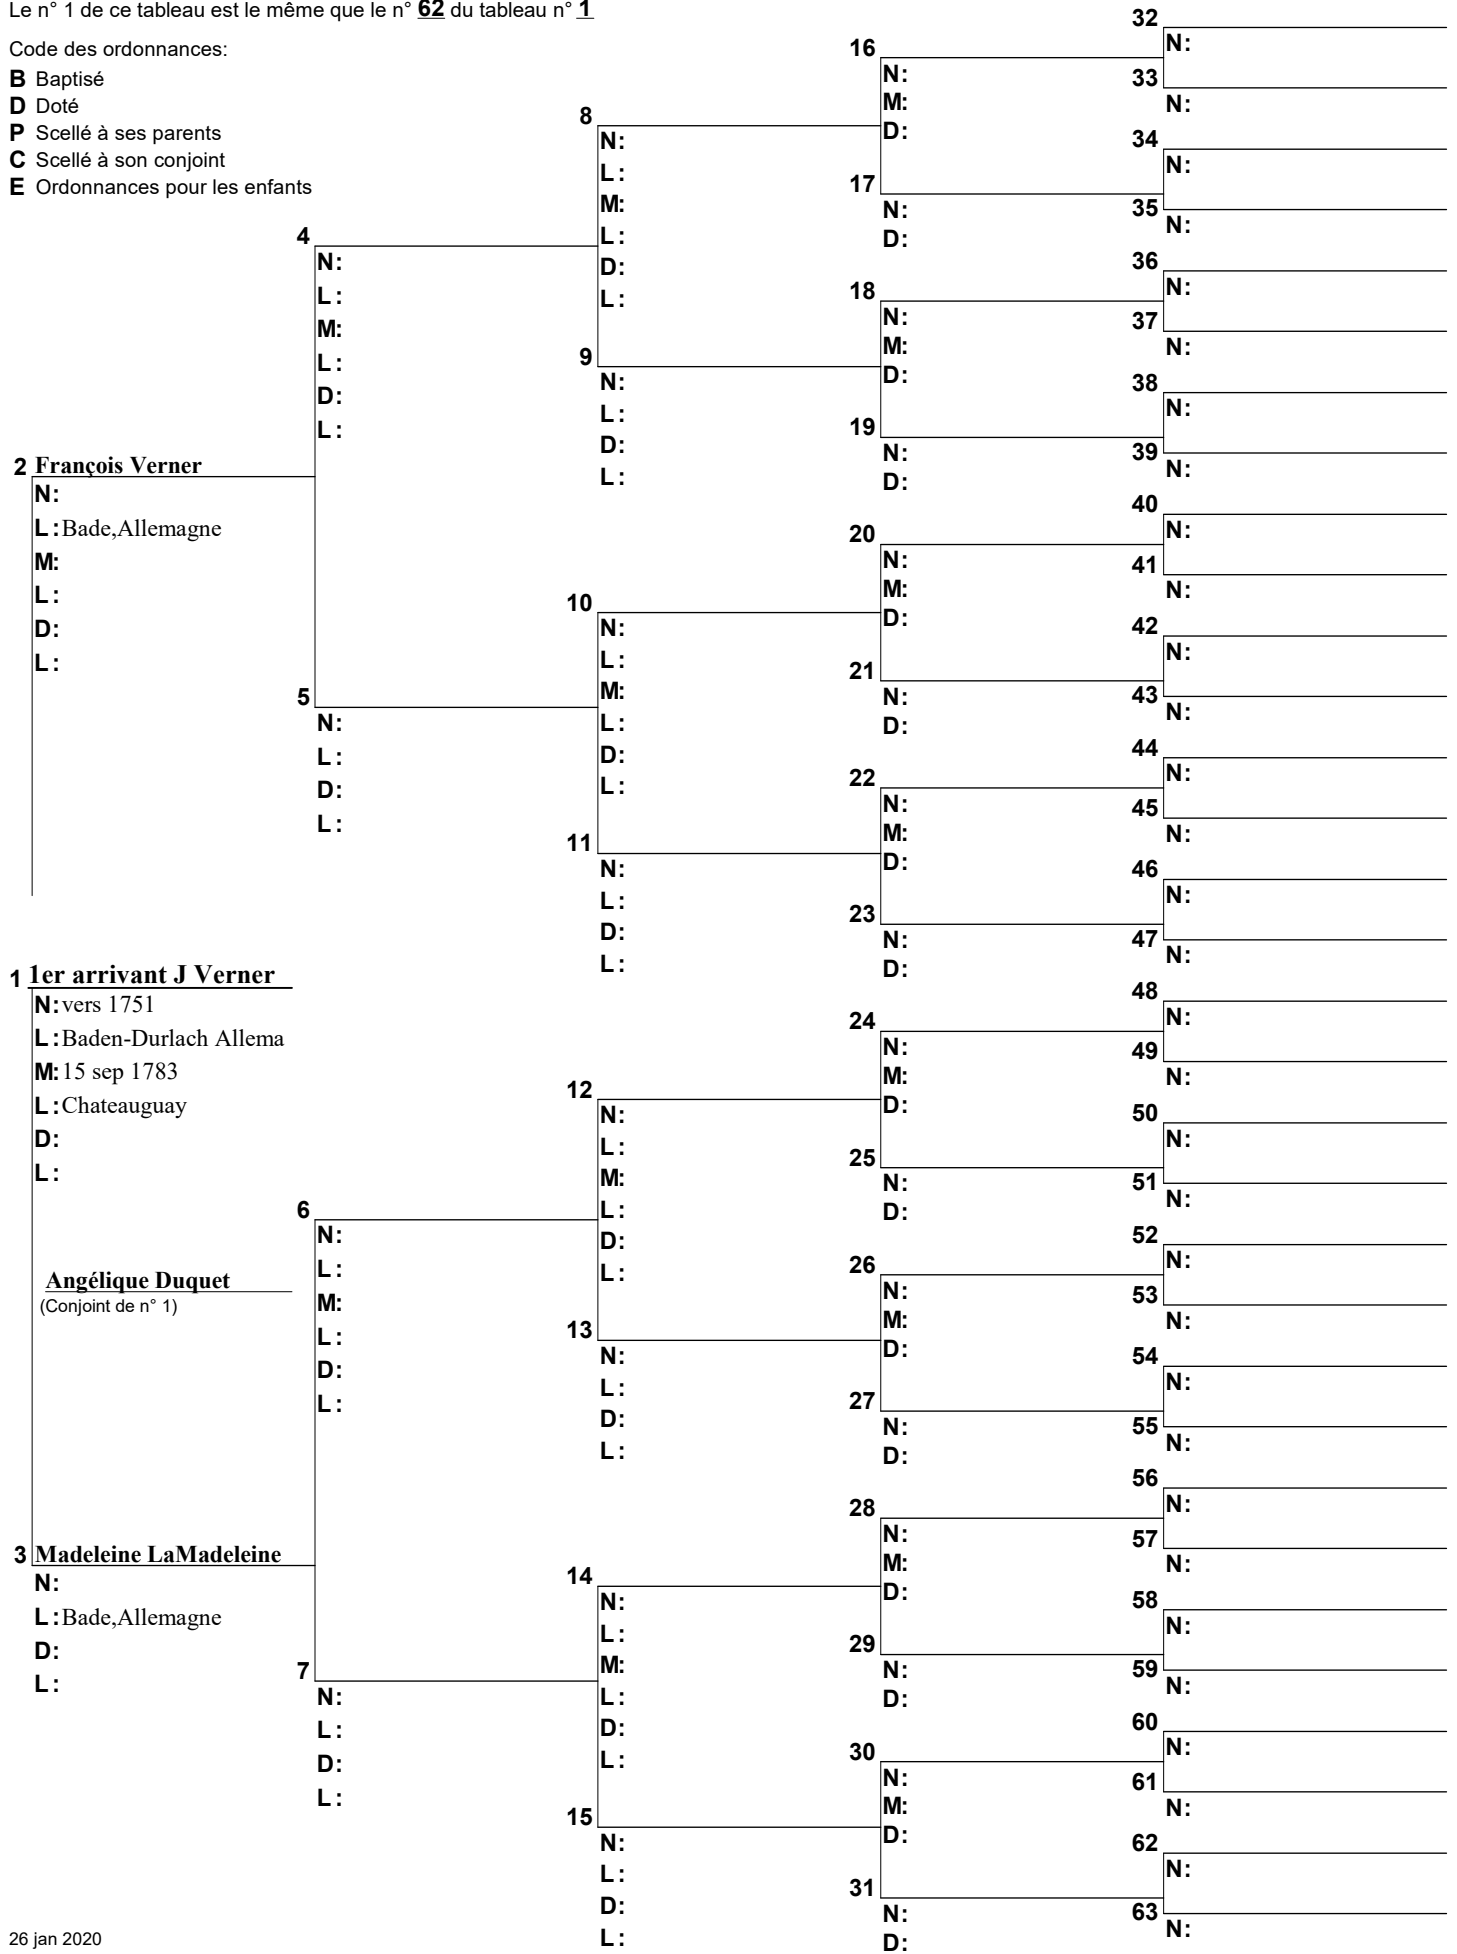 Le n° 1 de ce tableau est le même que le n° 62 du tableau n° 1
Code des ordonnances:
B Baptisé
D Doté
P Scellé à ses parents
C Scellé à son conjoint
E Ordonnances pour les enfants
2 François Verner
N:
L: Bade,Allemagne
M:
L:
D:
L:
1 1er arrivant J Verner
N: vers 1751
L: Baden-Durlach Allema
M: 15 sep 1783
L: Chateauguay
D:
L:
Angélique Duquet
(Conjoint de n° 1)
3 Madeleine LaMadeleine
N:
L: Bade,Allemagne
D:
L:
4
N:
L:
M:
L:
D:
L:
5
N:
L:
D:
L:
6
N:
L:
M:
L:
D:
L:
7
N:
L:
D:
L:
8
N:
L:
M:
L:
D:
L:
9
N:
L:
D:
L:
10
N:
L:
M:
L:
D:
L:
11
N:
L:
D:
L:
12
N:
L:
M:
L:
D:
L:
13
N:
L:
D:
L:
14
N:
L:
M:
L:
D:
L:
15
N:
L:
D:
L:
16
N:
M:
D:
17
N:
D:
18
N:
M:
D:
19
N:
D:
20
N:
M:
D:
21
N:
D:
22
N:
M:
D:
23
N:
D:
24
N:
M:
D:
25
N:
D:
26
N:
M:
D:
27
N:
D:
28
N:
M:
D:
29
N:
D:
30
N:
M:
D:
31
N:
D:
32
N:
33
N:
34
N:
35
N:
36
N:
37
N:
38
N:
39
N:
40
N:
41
N:
42
N:
43
N:
44
N:
45
N:
46
N:
47
N:
48
N:
49
N:
50
N:
51
N:
52
N:
53
N:
54
N:
55
N:
56
N:
57
N:
58
N:
59
N:
60
N:
61
N:
62
N:
63
N:
26 jan 2020